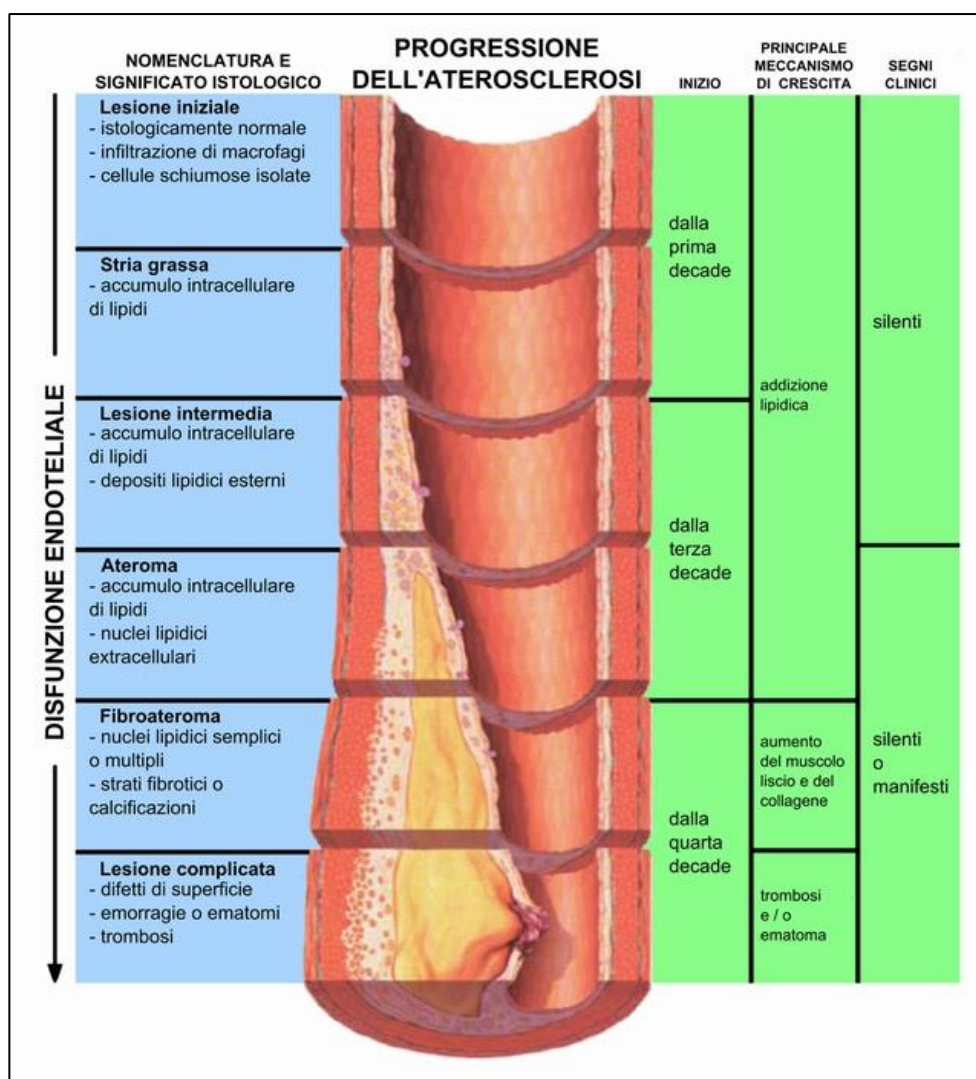 PROGRESSIONE
DELL'ATEROSCLEROSI
NOMENCLATURA E
SIGNIFICATO ISTOLOGICO
INIZIO
PRINCIPALE
MECCANISMO
DI CRESCITA
SEGNI
CLINICI
DISFUNZIONE ENDOTELIALE
Lesione iniziale
- istologicamente normale
- infiltrazione di macrofagi
- cellule schiumose isolate
Stria grassa
- accumulo intracellulare
di lipidi
Lesione intermedia
- accumulo intracellulare
di lipidi
- depositi lipidici esterni
Ateroma
- accumulo intracellulare
di lipidi
- nuclei lipidici
extracellulari
Fibroateroma
- nuclei lipidici semplici
o multipli
- strati fibrotici o
calcificazioni
Lesione complicata
- difetti di superficie
- emorragie o ematomi
- trombosi
dalla
prima
decade
dalla
terza
decade
dalla
quarta
decade
addizione
lipidica
aumento
del muscolo
liscio e del
collagene
trombosi
e / o
ematoma
silenti
silenti
o
manifesti